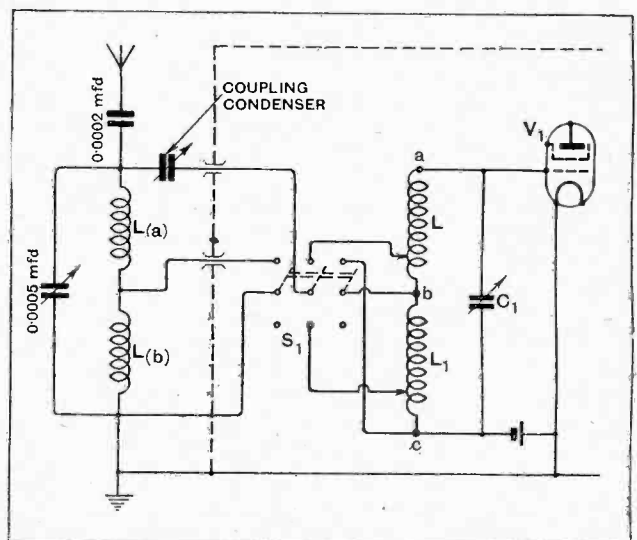 0·0002 mfd
COUPLING
CONDENSER
V1
a
L(a)
L
0·0005 mfd
b
C1
S1
L(b)
L1
c